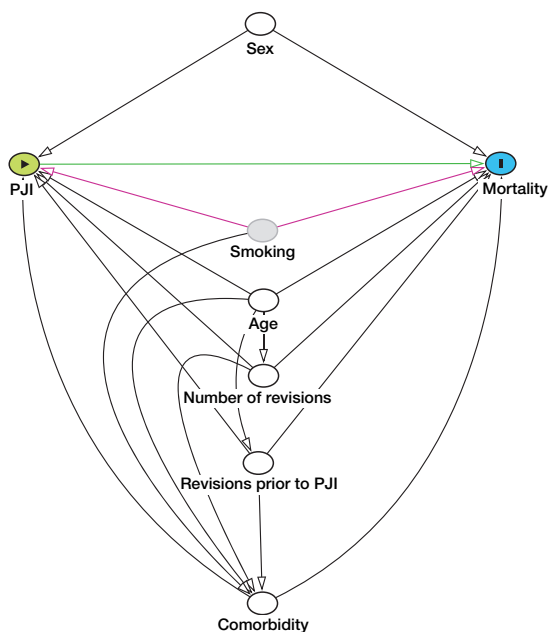 Sex
PJI
Mortality
Smoking
Age
Number of revisions
Revisions prior to PJI
Comorbidity